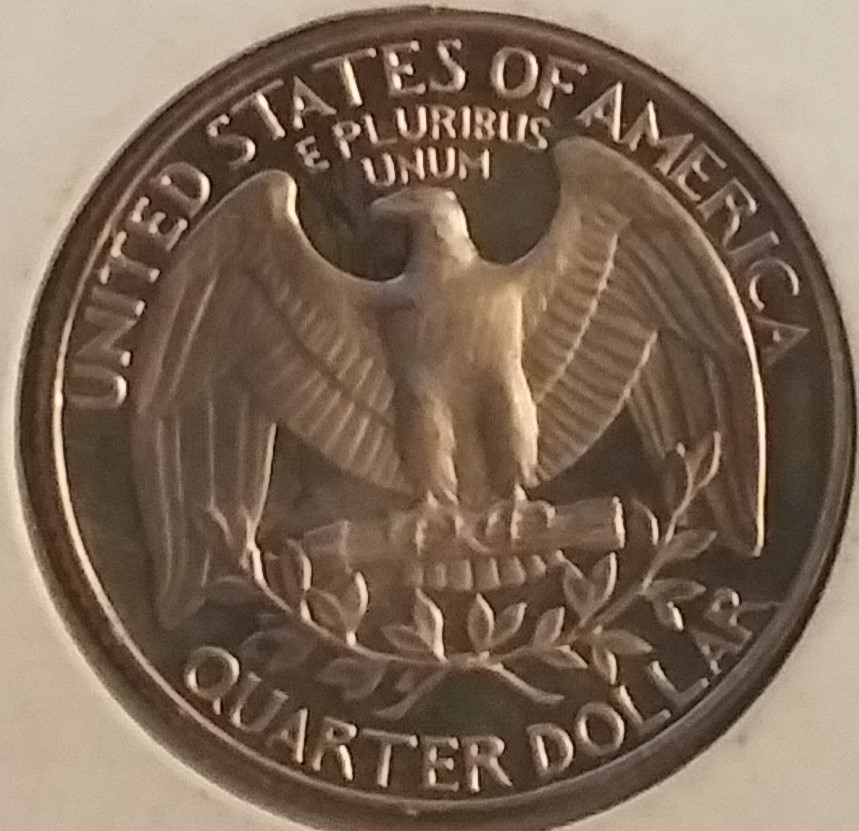 UNITED STATES OF AMERICA
E PLURIBUS
UNUM
QUARTER DOLLAR